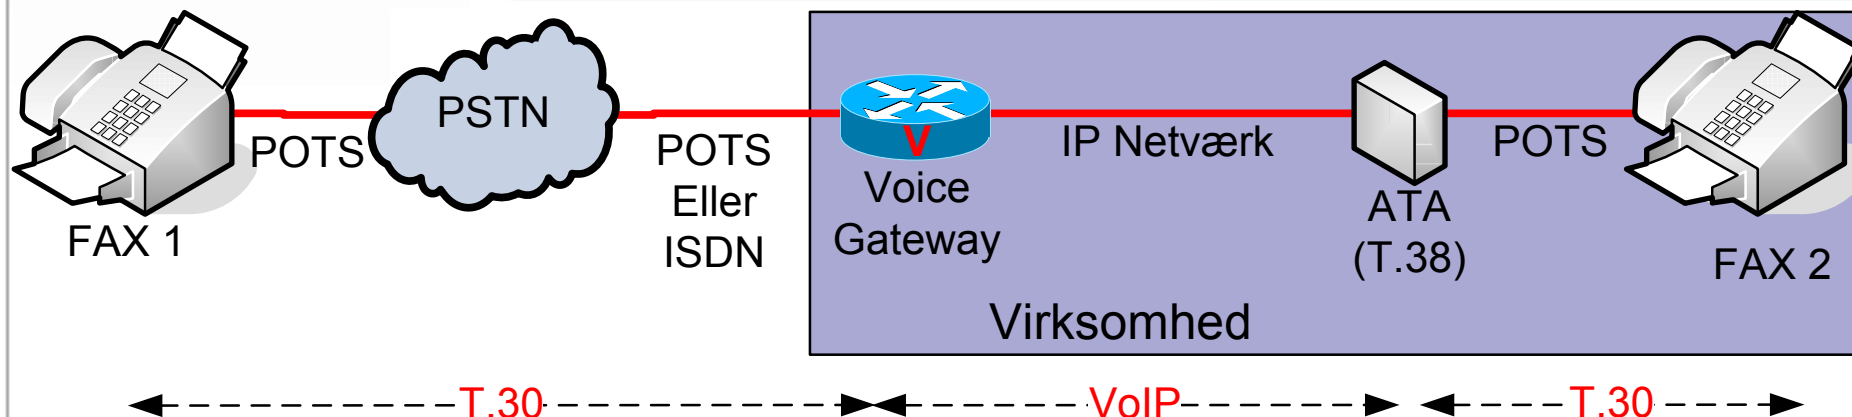 PSTN
POTS
POTS
Eller
ISDN
V
Voice
Gateway
IP Netværk
ATA
(T.38)
POTS
FAX 1
FAX 2
Virksomhed
T.30
VoIP
T.30